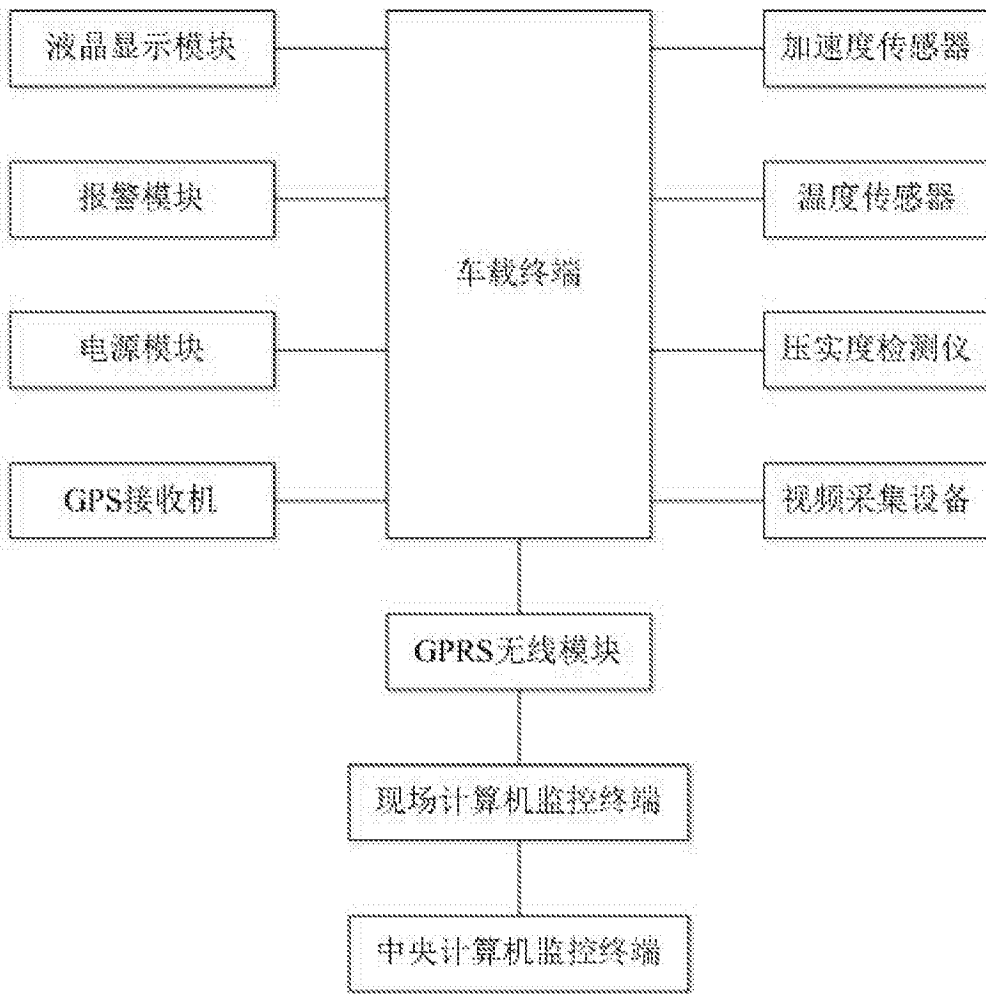 液晶显示模块
加速度传感器
报警模块
温度传感器
车载终端
电源模块
压实度检测仪
GPS接收机
视频采集设备
GPRS无线模块
现场计算机监控终端
中央计算机监控终端